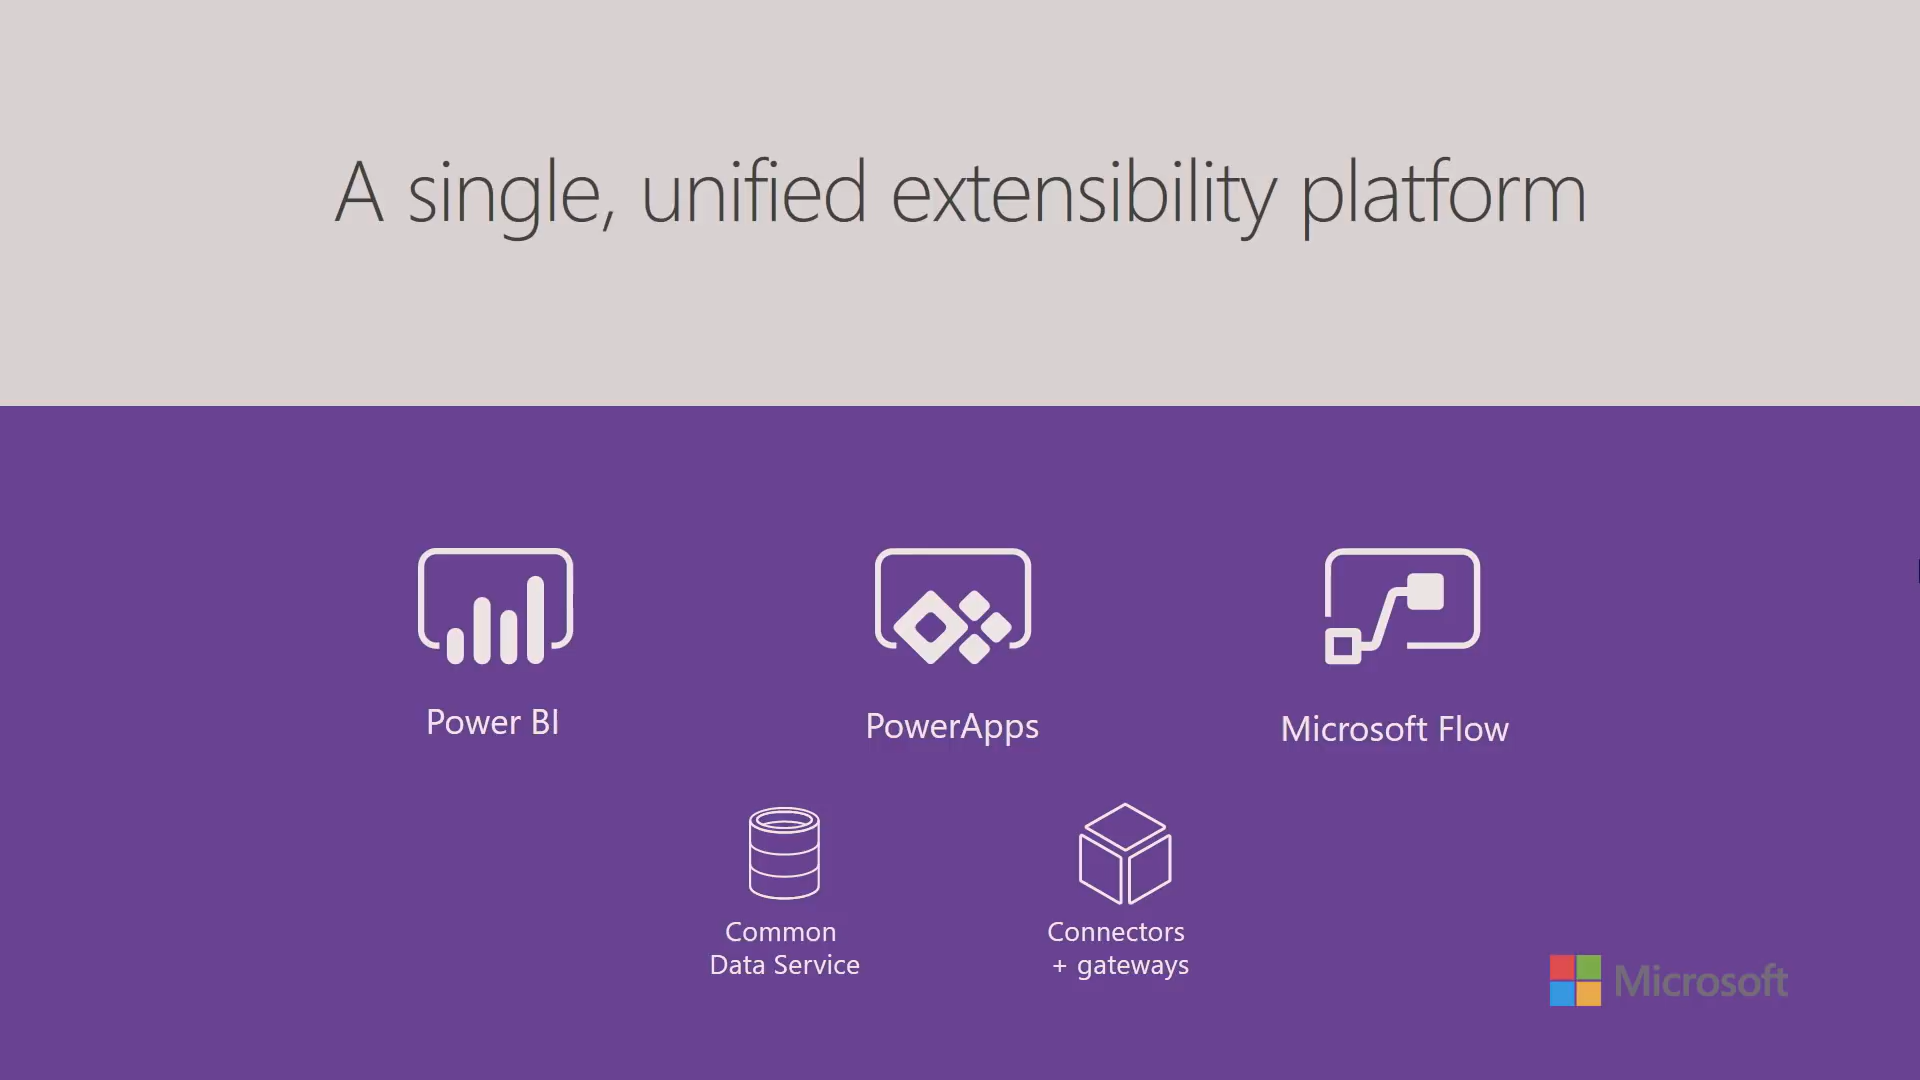 A single, unified extensibility platform
Power BI
PowerApps
Microsoft Flow
Common
Data Service
Connectors
+ gateways
Microsoft